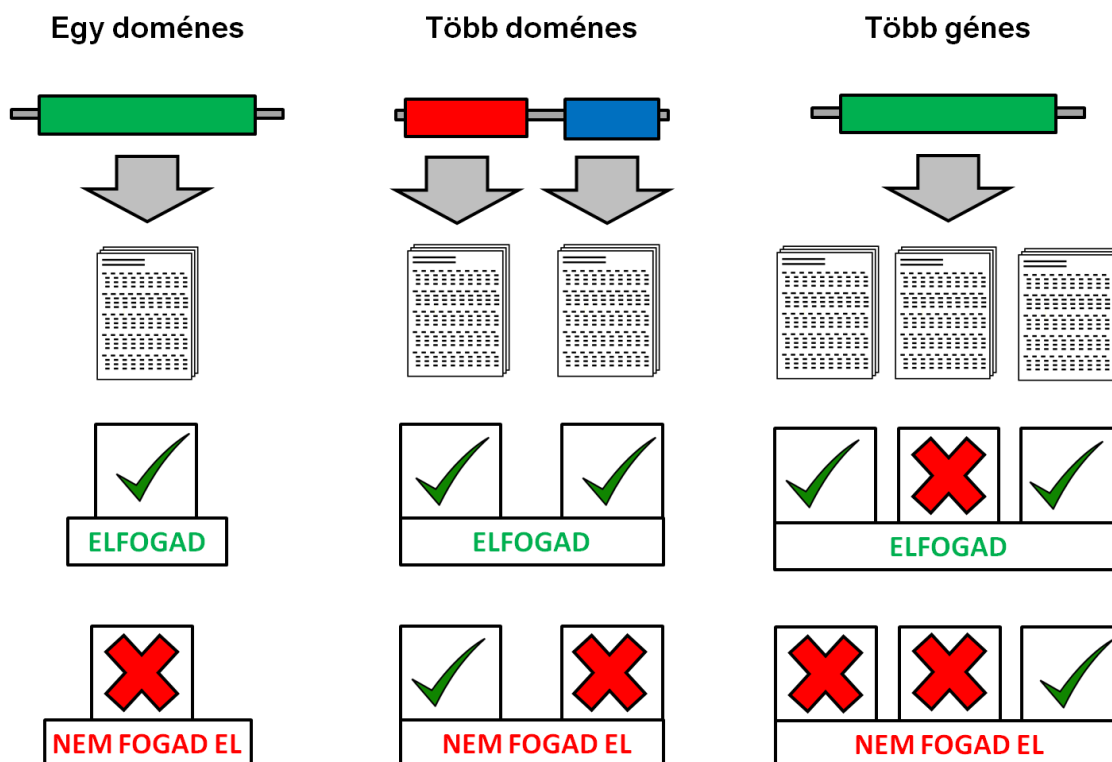 Egy doménes
Több doménes
Több génes
ELFOGAD
ELFOGAD
ELFOGAD
NEM FOGAD EL
NEM FOGAD EL
NEM FOGAD EL